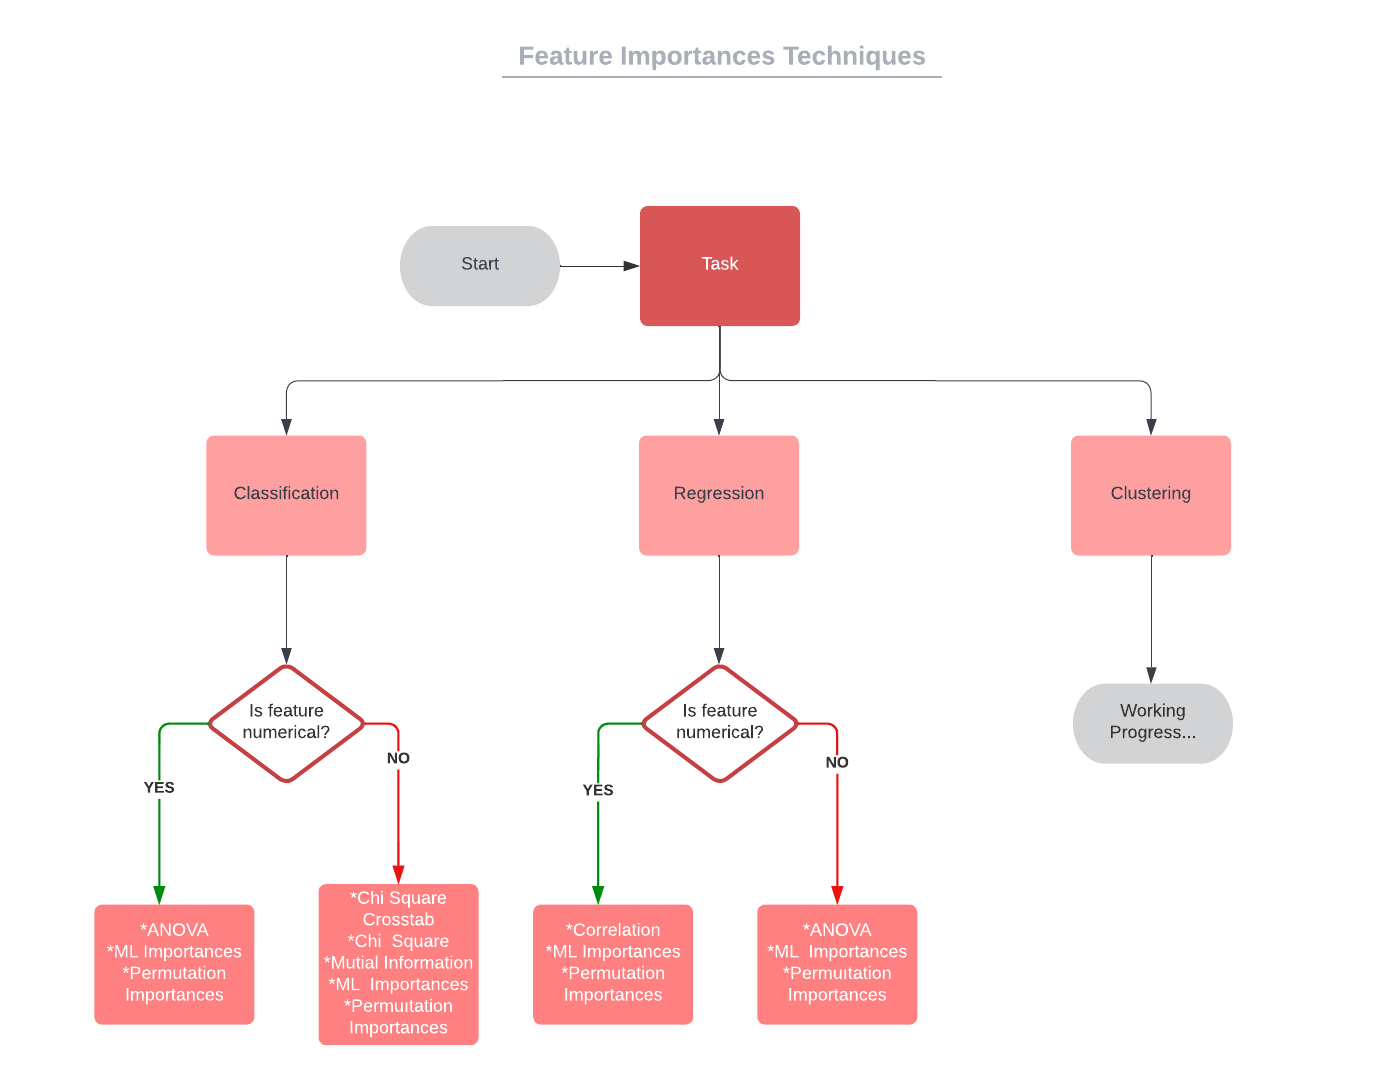 Feature Importances Techniques
Start
Task
Classification
Regression
Clustering
Is feature
numerical?
YES
NO
Is feature
numerical?
YES
NO
Working
Progress...
*ANOVA
*ML Importances
*Permutation
Importances
*Chi Square
Crosstab
*Chi  Square
*Mutial Information
*ML  Importances
*Permuıtation
Importances
*Correlation
*ML Importances
*Permutation
Importances
*ANOVA
*ML  Importances
*Permuıtation
Importances